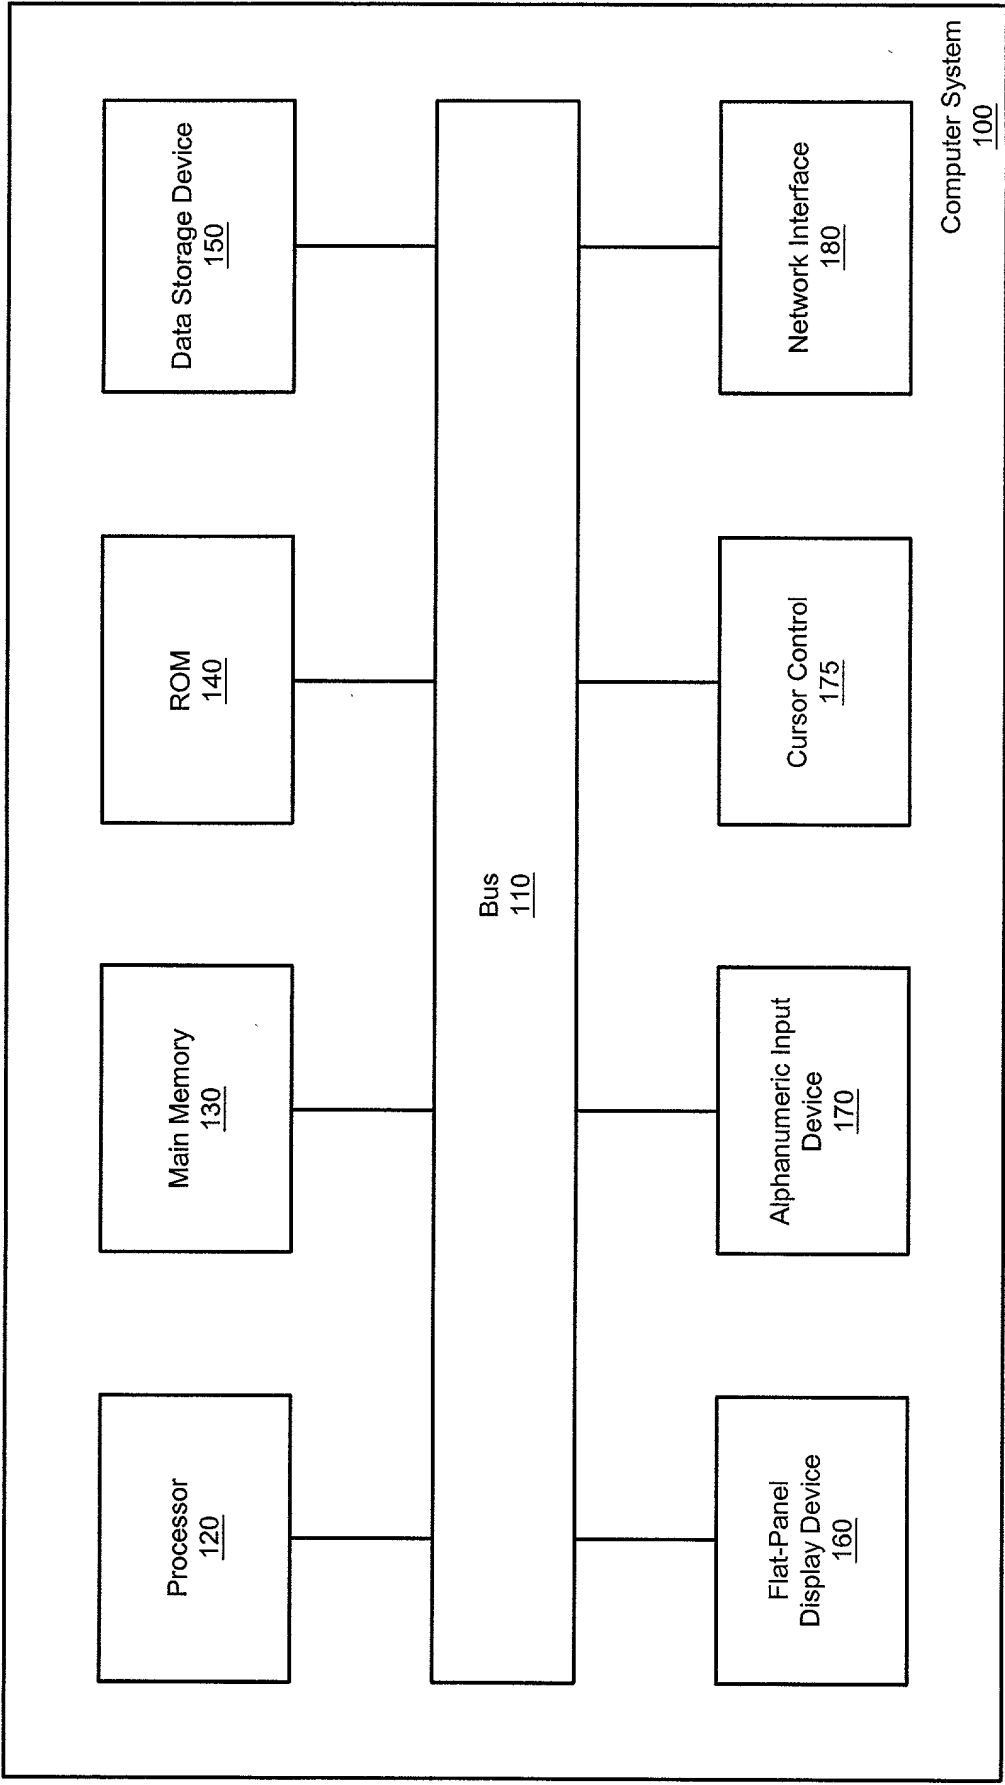 Processor
120
Main Memory
130
ROM
140
Data Storage Device
150
Bus
110
Flat-Panel
Display Device
160
Alphanumeric Input
Device
170
Cursor Control
175
Network Interface
180
Computer System
100